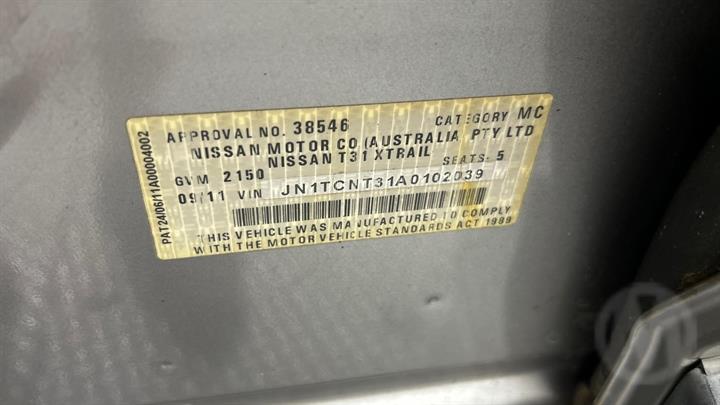 APPROVAL NO. 38546 CATEGORY MC
NISSAN MOTOR CO (AUSTRALIA) PTY LTD
NISSAN T31 XTRAIL
GVM 2150 SEATS: 5
09/11 VIN JN1TCNT31A0102039
THIS VEHICLE WAS MANUFACTURED TO COMPLY
WITH THE MOTOR VEHICLE STANDARDS ACT 1989
PAT24/06/11A00004002